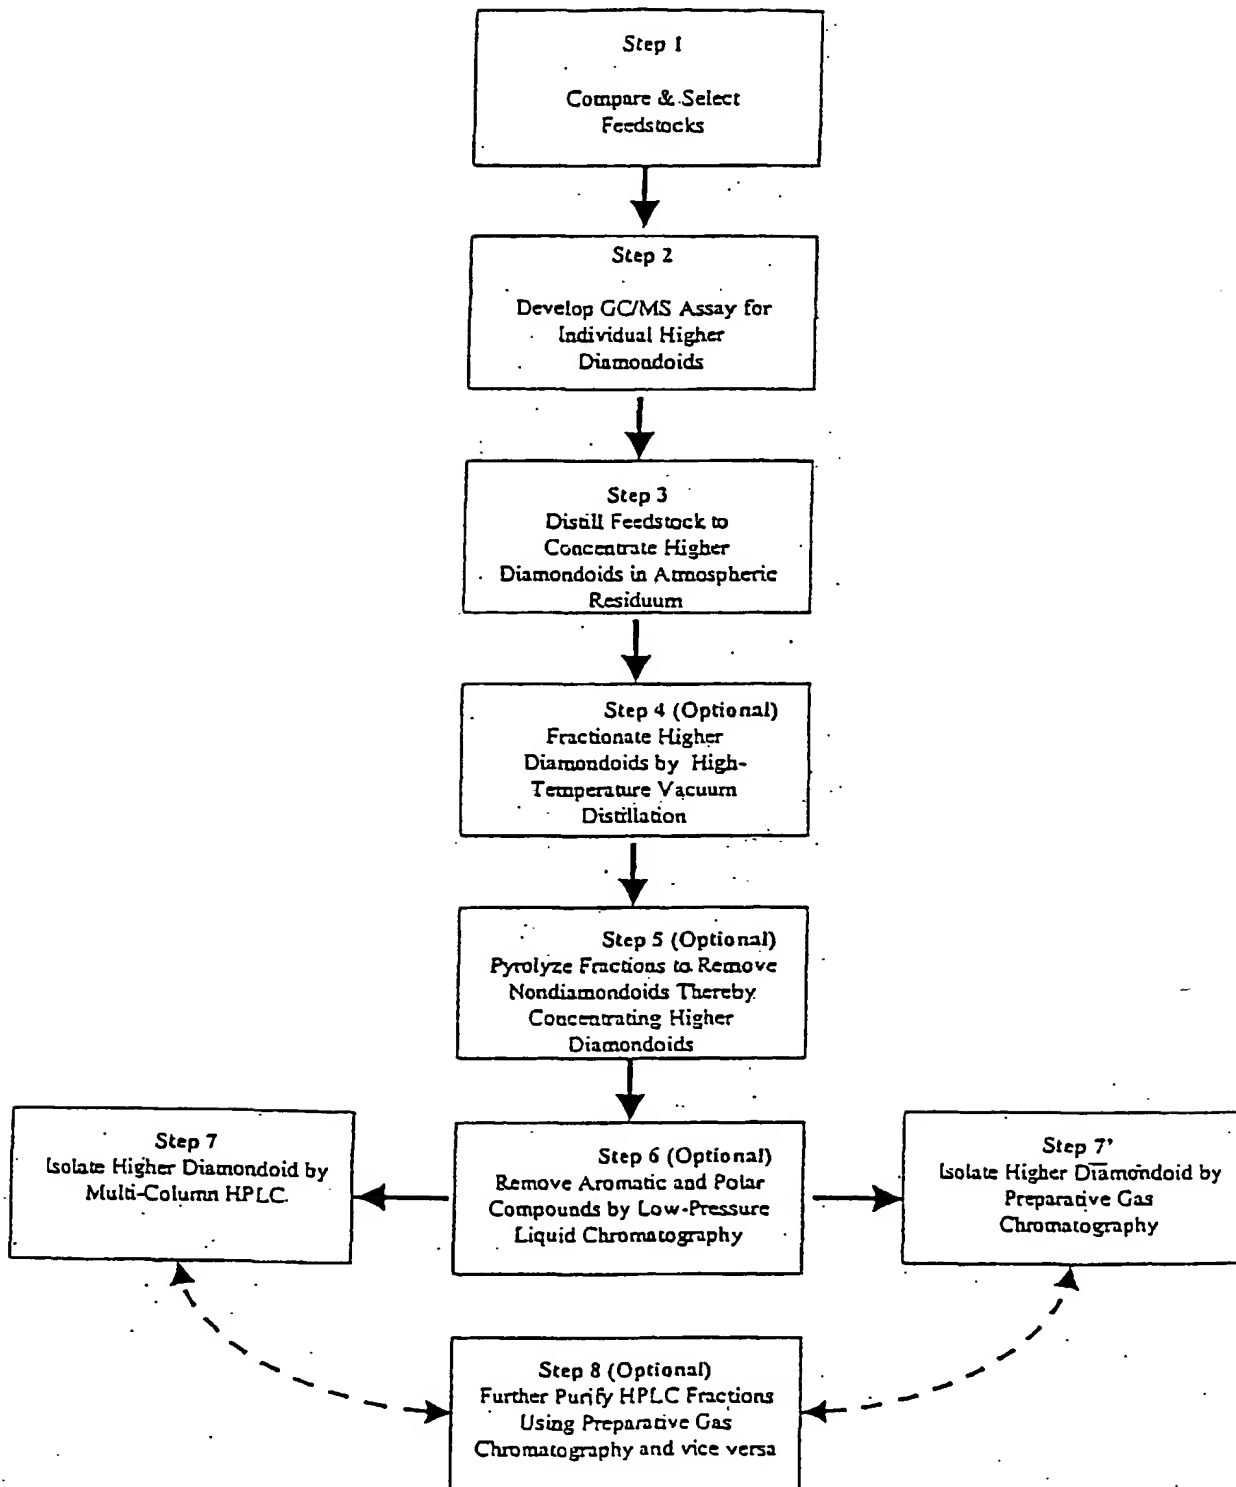 Step 1
Compare & Select
Feedstocks
Step 2
Develop GC/MS Assay for
Individual Higher
Diamondoids
Step 3
Distill Feedstock to
Concentrate Higher
Diamondoids in Atmospheric
Residuum
Step 4 (Optional)
Fractionate Higher
Diamondoids by High-
Temperature Vacuum
Distillation
Step 5 (Optional)
Pyrolyze Fractions to Remove
Nondiamondoids Thereby
Concentrating Higher
Diamondoids
Step 7
Isolate Higher Diamondoid by
Multi-Column HPLC.
Step 6 (Optional)
Remove Aromatic and Polar
Compounds by Low-Pressure
Liquid Chromatography
Step 7'
Isolate Higher Diamondoid by
Preparative Gas
Chromatography
Step 8 (Optional)
Further Purify HPLC Fractions
Using Preparative Gas
Chromatography and vice versa